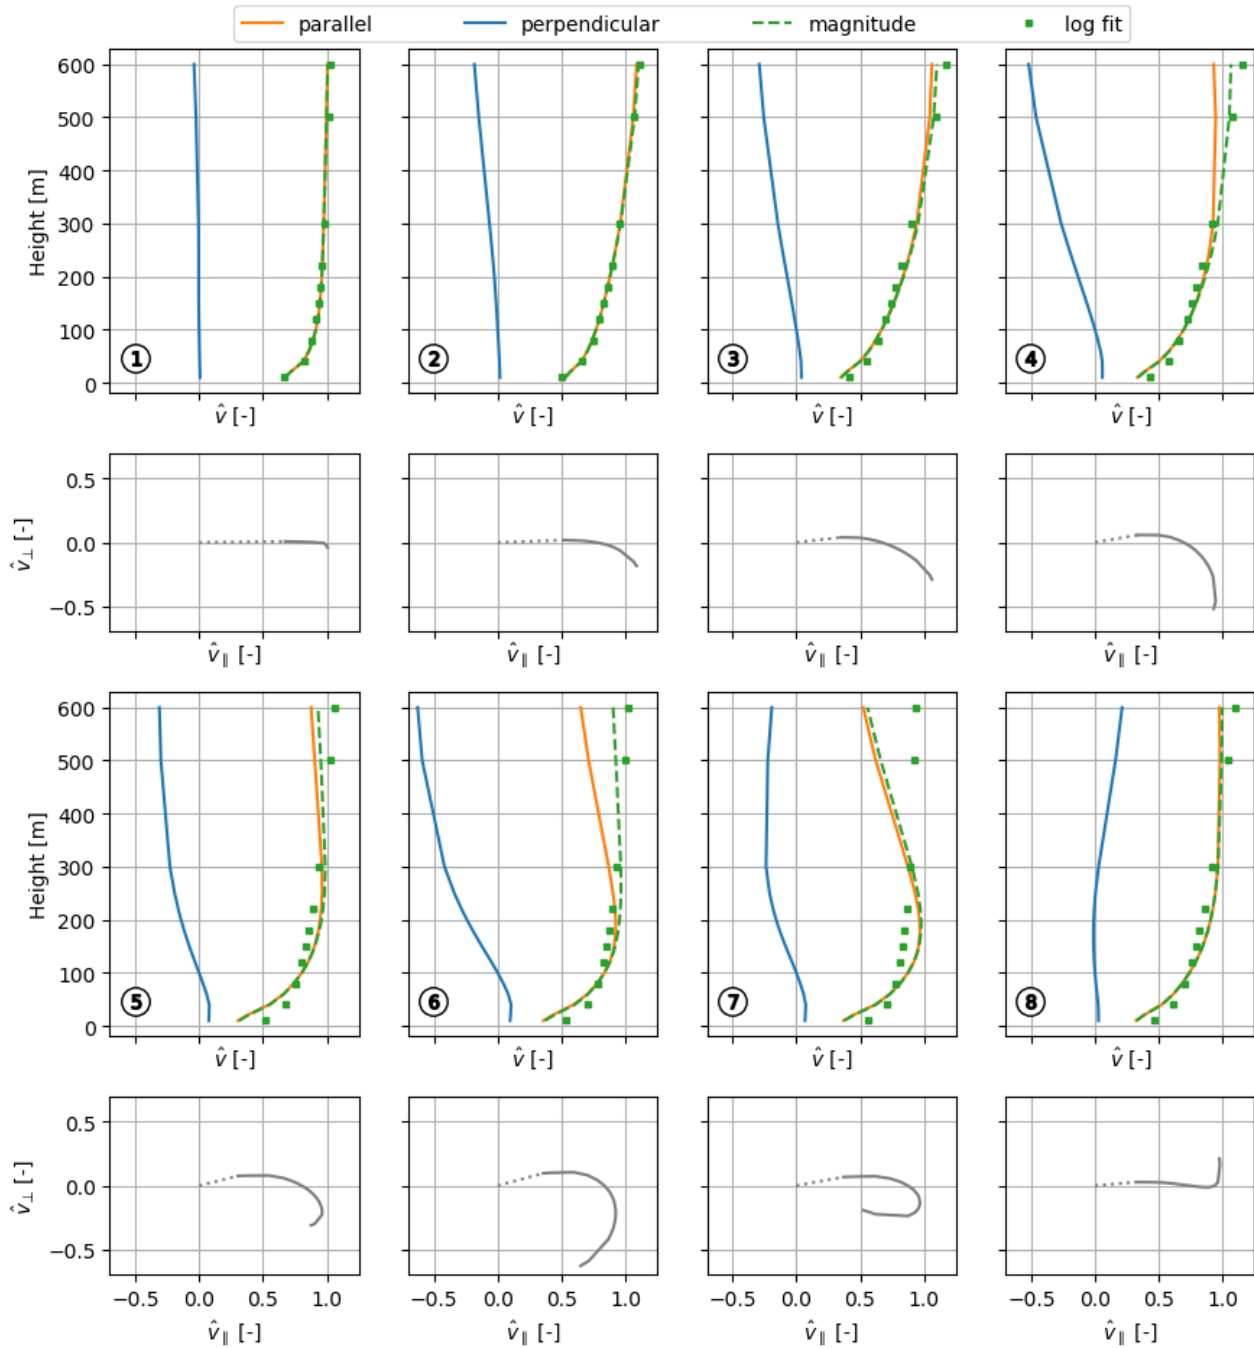 parallel perpendicular magnitude log fit
600
500
400
300
200
100
0
Height [m]
1 2 3 4
v̂ [-] v̂ [-] v̂ [-] v̂ [-]
0.5
0.0
−0.5
v̂⊥ [-]
v̂∥ [-] v̂∥ [-] v̂∥ [-] v̂∥ [-]
600
500
400
300
200
100
0
Height [m]
5 6 7 8
v̂ [-] v̂ [-] v̂ [-] v̂ [-]
0.5
0.0
−0.5
v̂⊥ [-]
−0.5 0.0 0.5 1.0 −0.5 0.0 0.5 1.0 −0.5 0.0 0.5 1.0 −0.5 0.0 0.5 1.0
v̂∥ [-] v̂∥ [-] v̂∥ [-] v̂∥ [-]